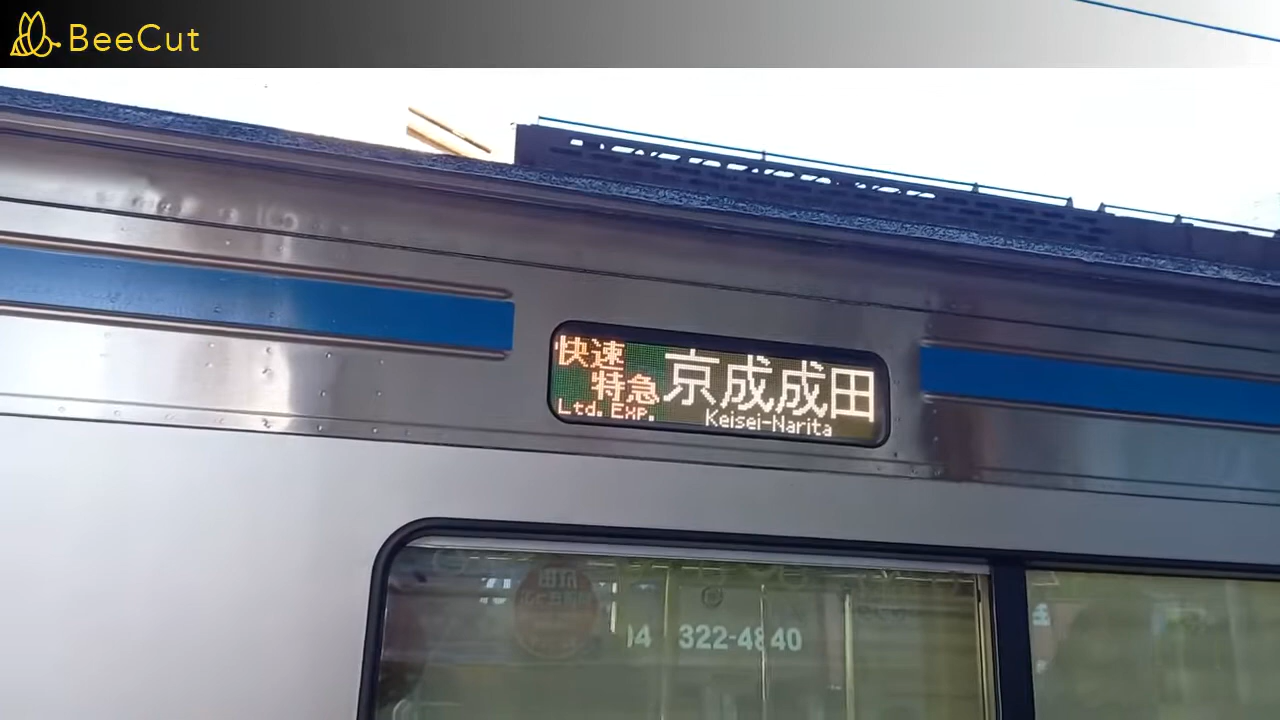 BeeCut
快速
特急
Ltd. Exp.
京成成田
Keisei-Narita
322-4840